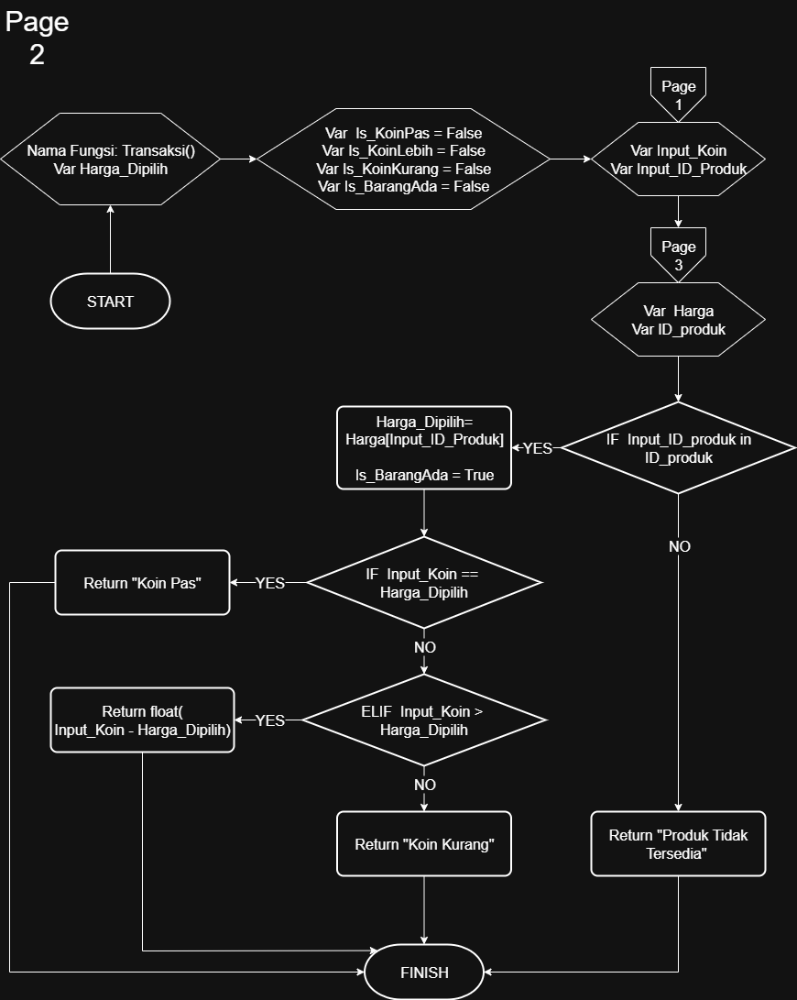 Page
2
Page
1
Nama Fungsi: Transaksi()
Var Harga_Dipilih
Var  Is_KoinPas = False
Var Is_KoinLebih = False
Var Is_KoinKurang = False
Var Is_BarangAda = False
Var Input_Koin
Var Input_ID_Produk
Page
3
START
Var  Harga
Var ID_produk
Harga_Dipilih=
Harga[Input_ID_Produk]
Is_BarangAda = True
YES
IF  Input_ID_produk in
ID_produk
NO
Return "Koin Pas"
YES
IF  Input_Koin ==
Harga_Dipilih
NO
Return float(
Input_Koin - Harga_Dipilih)
YES
ELIF  Input_Koin >
Harga_Dipilih
NO
Return "Koin Kurang"
Return "Produk Tidak
Tersedia"
FINISH